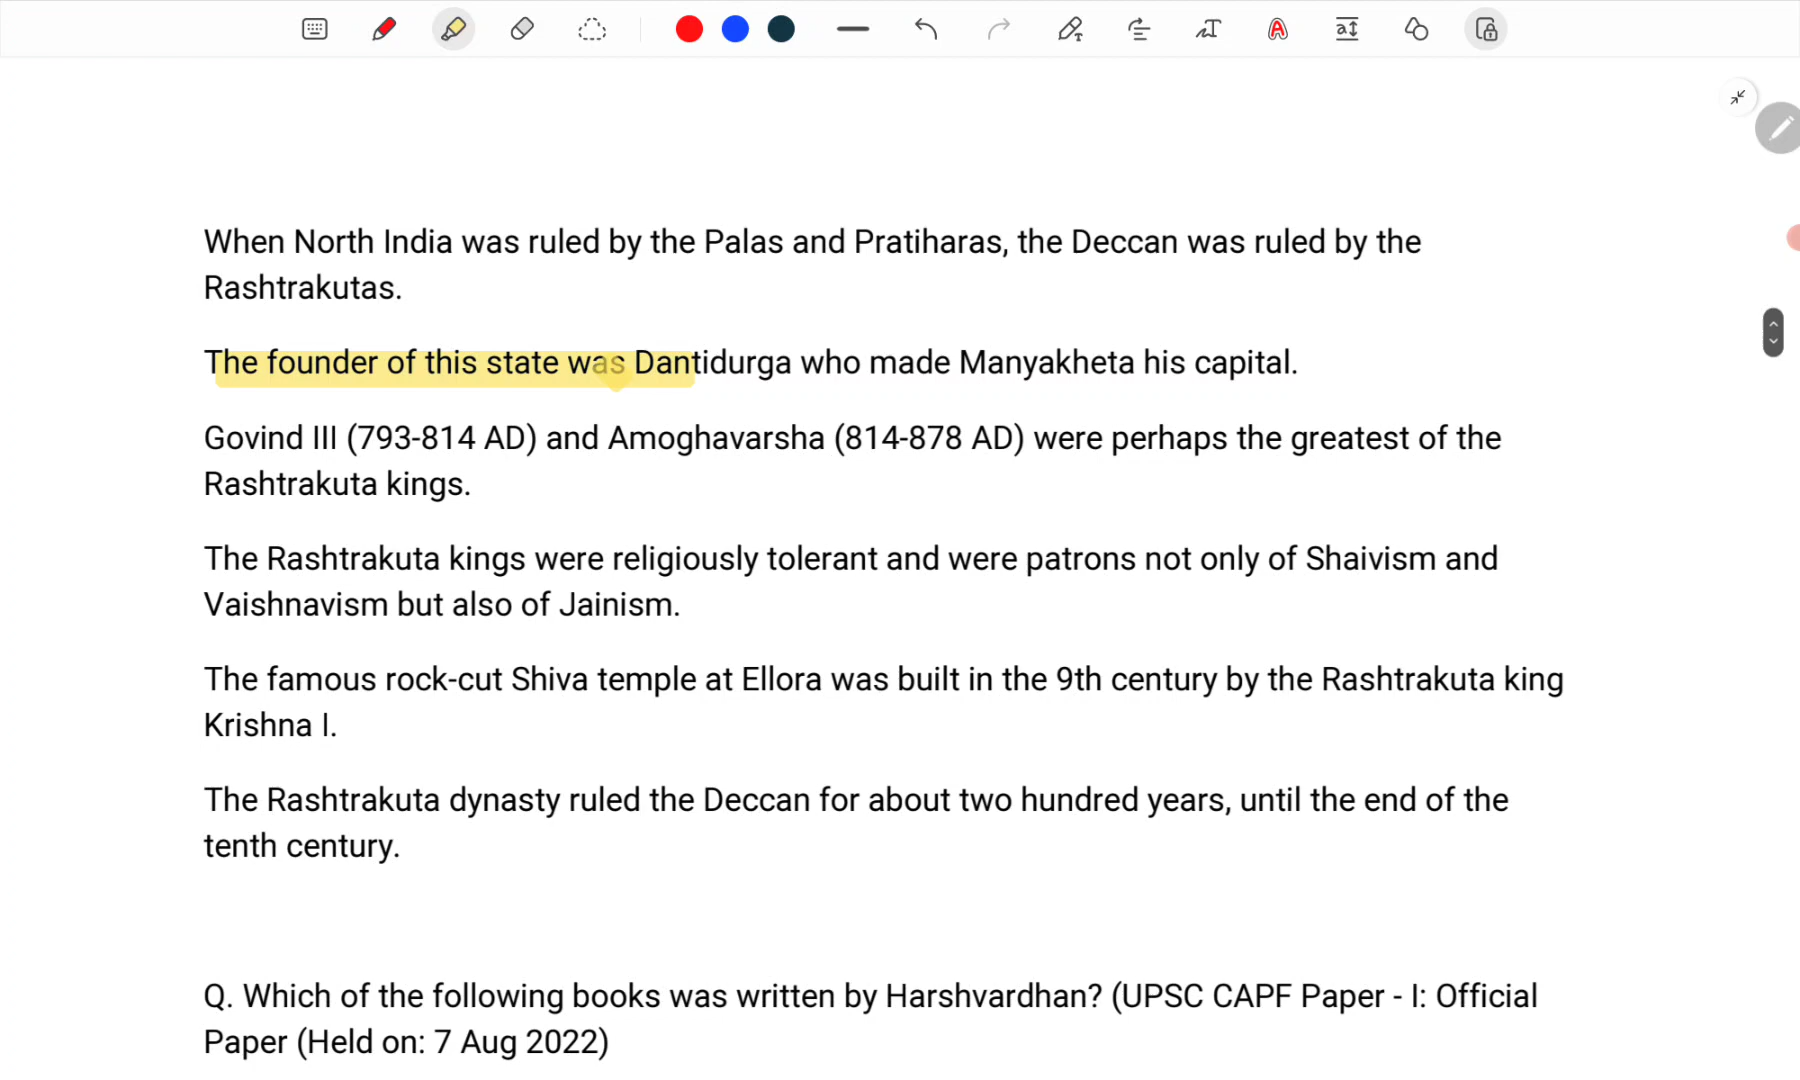 When North India was ruled by the Palas and Pratiharas, the Deccan was ruled by the
Rashtrakutas.
The founder of this state was Dantidurga who made Manyakheta his capital.
Govind III (793-814 AD) and Amoghavarsha (814-878 AD) were perhaps the greatest of the
Rashtrakuta kings.
The Rashtrakuta kings were religiously tolerant and were patrons not only of Shaivism and
Vaishnavism but also of Jainism.
The famous rock-cut Shiva temple at Ellora was built in the 9th century by the Rashtrakuta king
Krishna I.
The Rashtrakuta dynasty ruled the Deccan for about two hundred years, until the end of the
tenth century.
Q. Which of the following books was written by Harshvardhan? (UPSC CAPF Paper - I: Official
Paper (Held on: 7 Aug 2022)